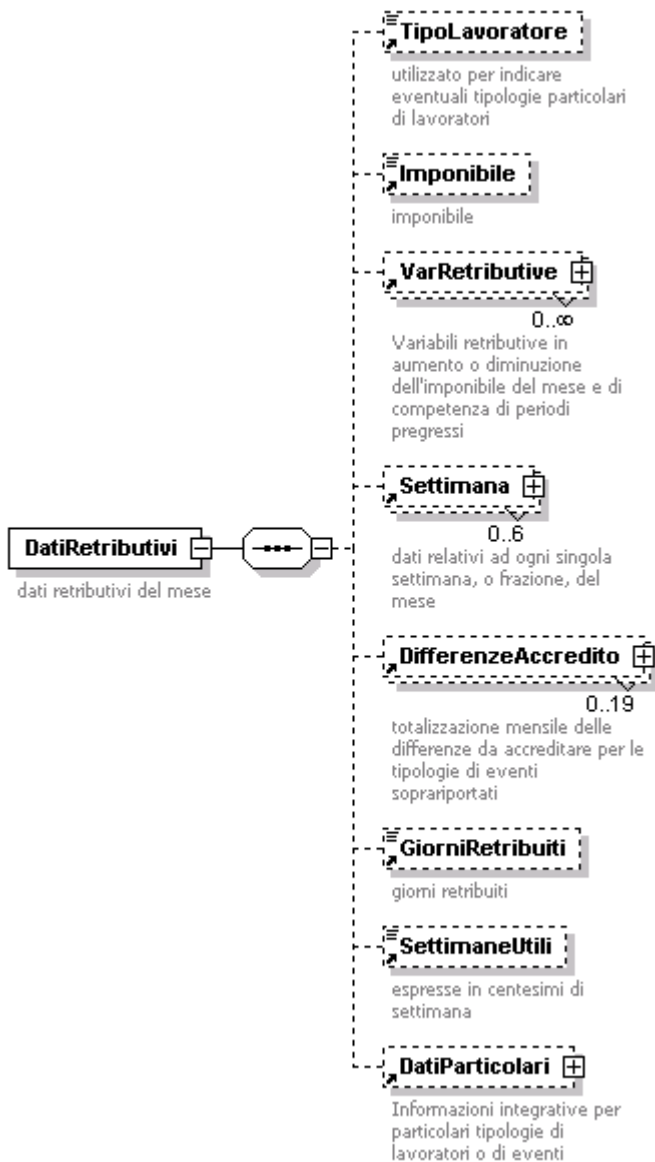 TipoLavoratore
utilizzato per indicare
eventuali tipologie particolari
di lavoratori
Imponibile
imponibile
VarRetributive
0..∞
Variabili retributive in
aumento o diminuzione
dell'imponibile del mese e di
competenza di periodi
pregressi
Settimana
0..6
dati relativi ad ogni singola
settimana, o frazione, del
mese
DatiRetributivi
dati retributivi del mese
DifferenzeAccredito
0..19
totalizzazione mensile delle
differenze da accreditare per le
tipologie di eventi
soprariportati
GiorniRetribuiti
giorni retribuiti
SettimaneUtili
espresse in centesimi di
settimana
DatiParticolari
Informazioni integrative per
particolari tipologie di
lavoratori o di eventi